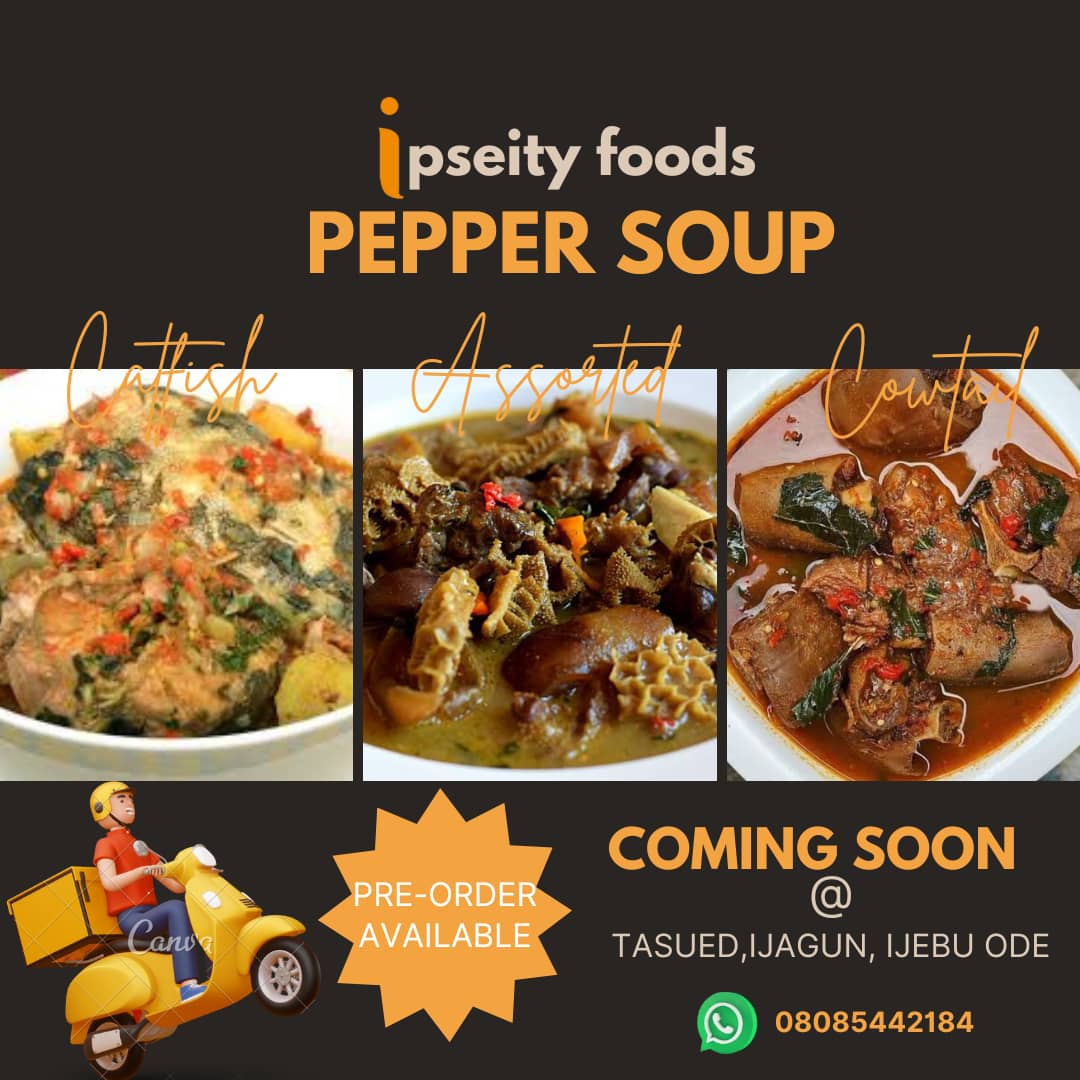 ipseity foods
PEPPER SOUP
Catfish
Assorted
Cowtail
PRE-ORDER
AVAILABLE
Canva
COMING SOON
@
TASUED,IJAGUN, IJEBU ODE
08085442184